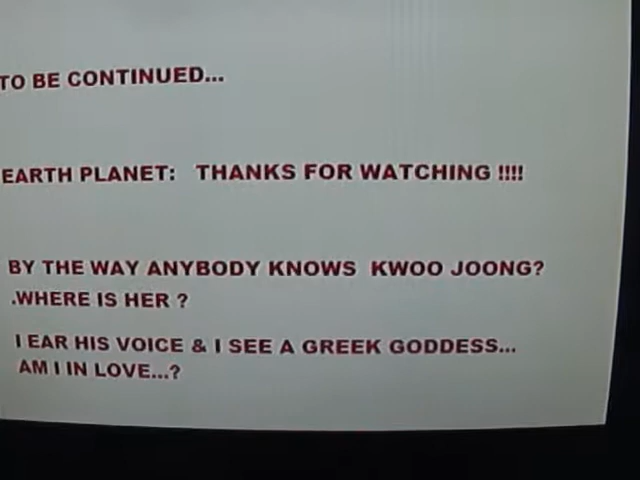 TO BE CONTINUED...
EARTH PLANET: THANKS FOR WATCHING !!!!
BY THE WAY ANYBODY KNOWS KWOO JOONG?
.WHERE IS HER ?
I EAR HIS VOICE & I SEE A GREEK GODDESS...
AM I IN LOVE...?